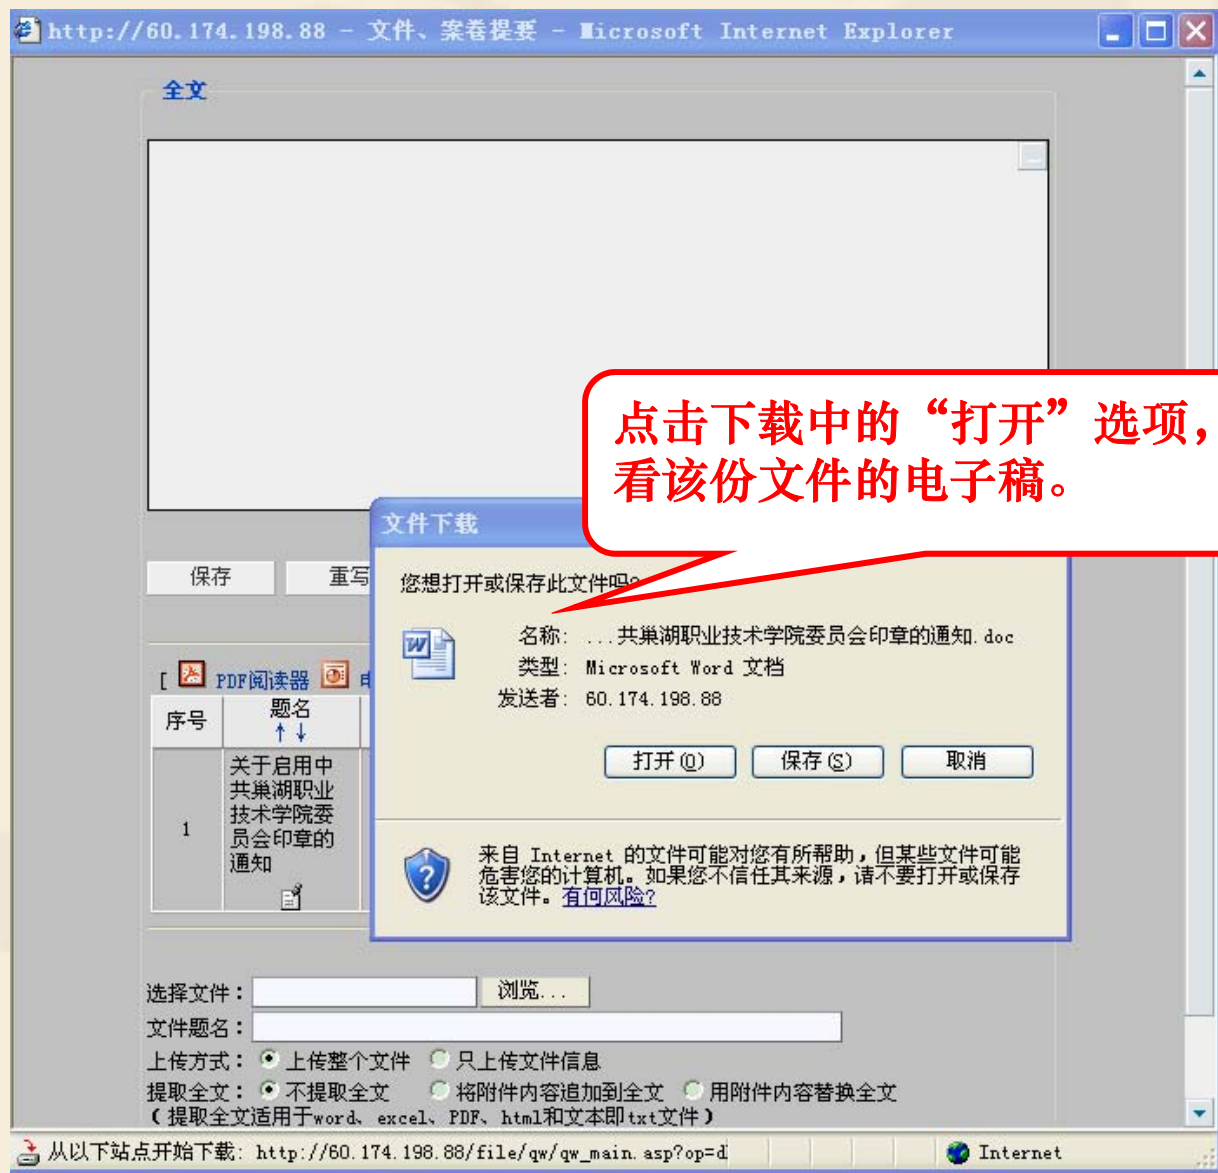 http://60.174.198.88 - 文件、案卷提要 - Microsoft Internet Explorer
全文
点击下载中的“打开”选项，
看该份文件的电子稿。
文件下载
保存
重写
您想打开或保存此文件吗?
名称: ...共巢湖职业技术学院委员会印章的通知.doc
类型: Microsoft Word 文档
发送者: 60.174.198.88
打开(O)
保存(S)
取消
来自 Internet 的文件可能对您有所帮助，但某些文件可能
危害您的计算机。如果您不信任其来源，请不要打开或保存
该文件。有何风险?
[ PDF阅读器
序号
题名
↑↓
1
关于启用中
共巢湖职业
技术学院委
员会印章的
通知
选择文件：
浏览...
文件题名：
上传方式： 上传整个文件 只上传文件信息
提取全文： 不提取全文 将附件内容追加到全文 用附件内容替换全文
(提取全文适用于word、excel、PDF、html和文本即txt文件)
从以下站点开始下载: http://60.174.198.88/file/qw/qw_main.asp?op=d
Internet